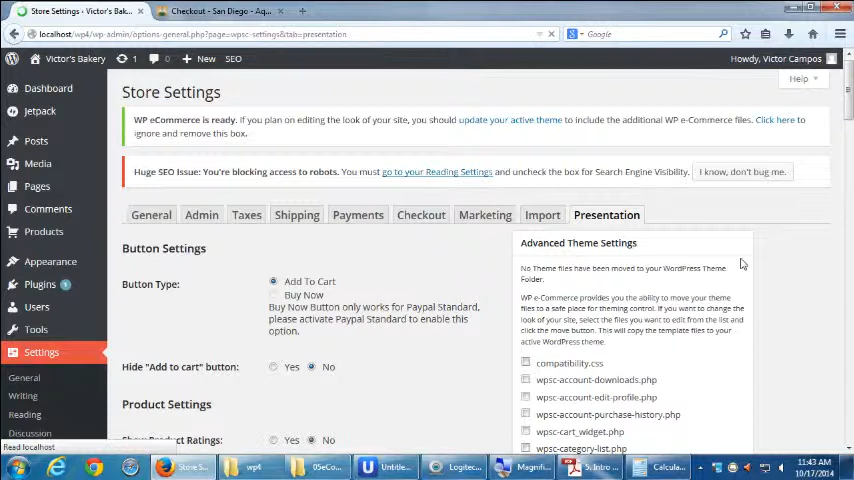 Store Settings ‹ Victor's Bakery ...
Checkout - San Diego - Aq...
localhost/wp4/wp-admin/options-general.php?page=wpsc-settings&tab=presentation
Google
Victor's Bakery
1
0
+ New
SEO
Howdy, Victor Campos
Help
Dashboard
Jetpack
Posts
Media
Pages
Comments
Products
Appearance
Plugins 1
Users
Tools
Settings
General
Writing
Reading
Discussion
Read localhost
Store Settings
WP eCommerce is ready. If you plan on editing the look of your site, you should update your active theme to include the additional WP e-Commerce files. Click here to
ignore and remove this box.
Huge SEO Issue: You're blocking access to robots. You must go to your Reading Settings and uncheck the box for Search Engine Visibility.
I know, don't bug me.
General
Admin
Taxes
Shipping
Payments
Checkout
Marketing
Import
Presentation
Button Settings
Button Type:
Add To Cart
Buy Now
Buy Now Button only works for Paypal Standard,
please activate Paypal Standard to enable this
option.
Hide "Add to cart" button:
Yes
No
Product Settings
Show Product Ratings:
Yes
No
Advanced Theme Settings
No Theme files have been moved to your WordPress Theme
Folder.
WP e-Commerce provides you the ability to move your theme
files to a safe place for theming control. If you want to change the
look of your site, select the files you want to edit from the list and
click the move button. This will copy the template files to your
active WordPress theme.
compatibility.css
wpsc-account-downloads.php
wpsc-account-edit-profile.php
wpsc-account-purchase-history.php
wpsc-cart_widget.php
wpsc-category-list.php
Store S...
wp4
05eCo...
Untitle...
Logitec...
Magnifi...
5. Intro ...
Calcula...
11:43 AM
10/17/2014